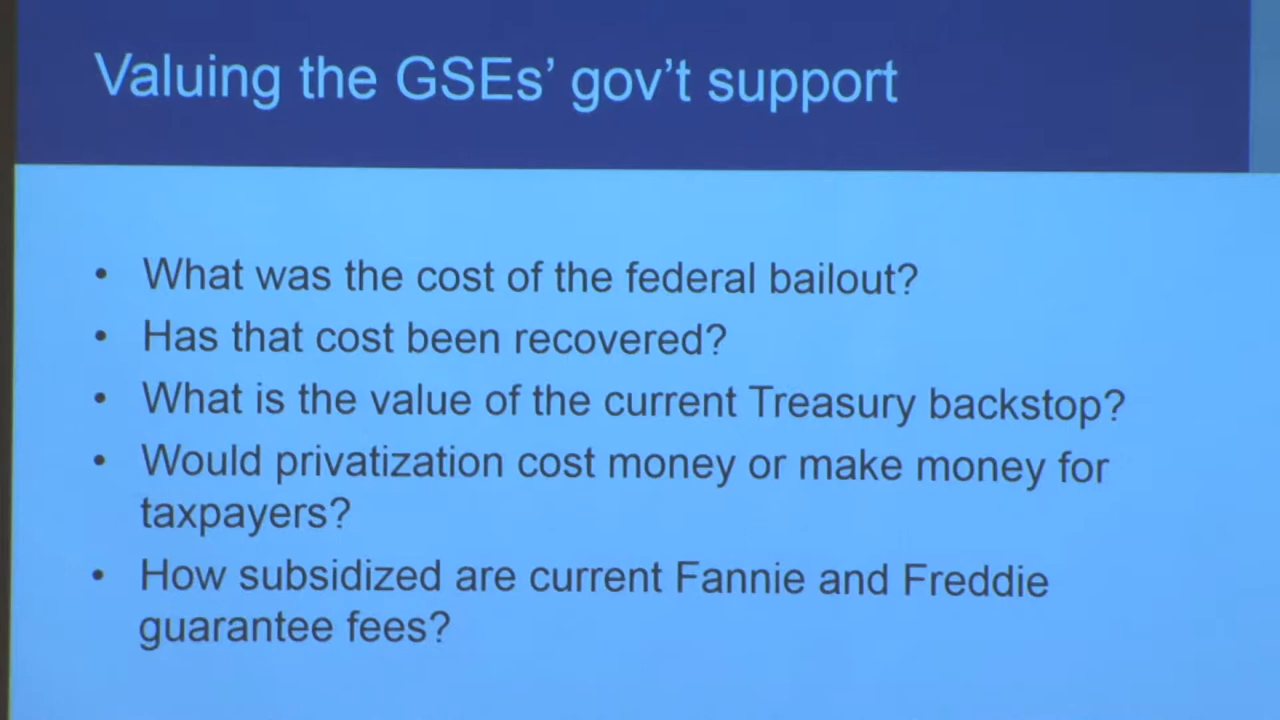 Valuing the GSEs’ gov’t support
• What was the cost of the federal bailout?
• Has that cost been recovered?
• What is the value of the current Treasury backstop?
• Would privatization cost money or make money for
taxpayers?
• How subsidized are current Fannie and Freddie
guarantee fees?